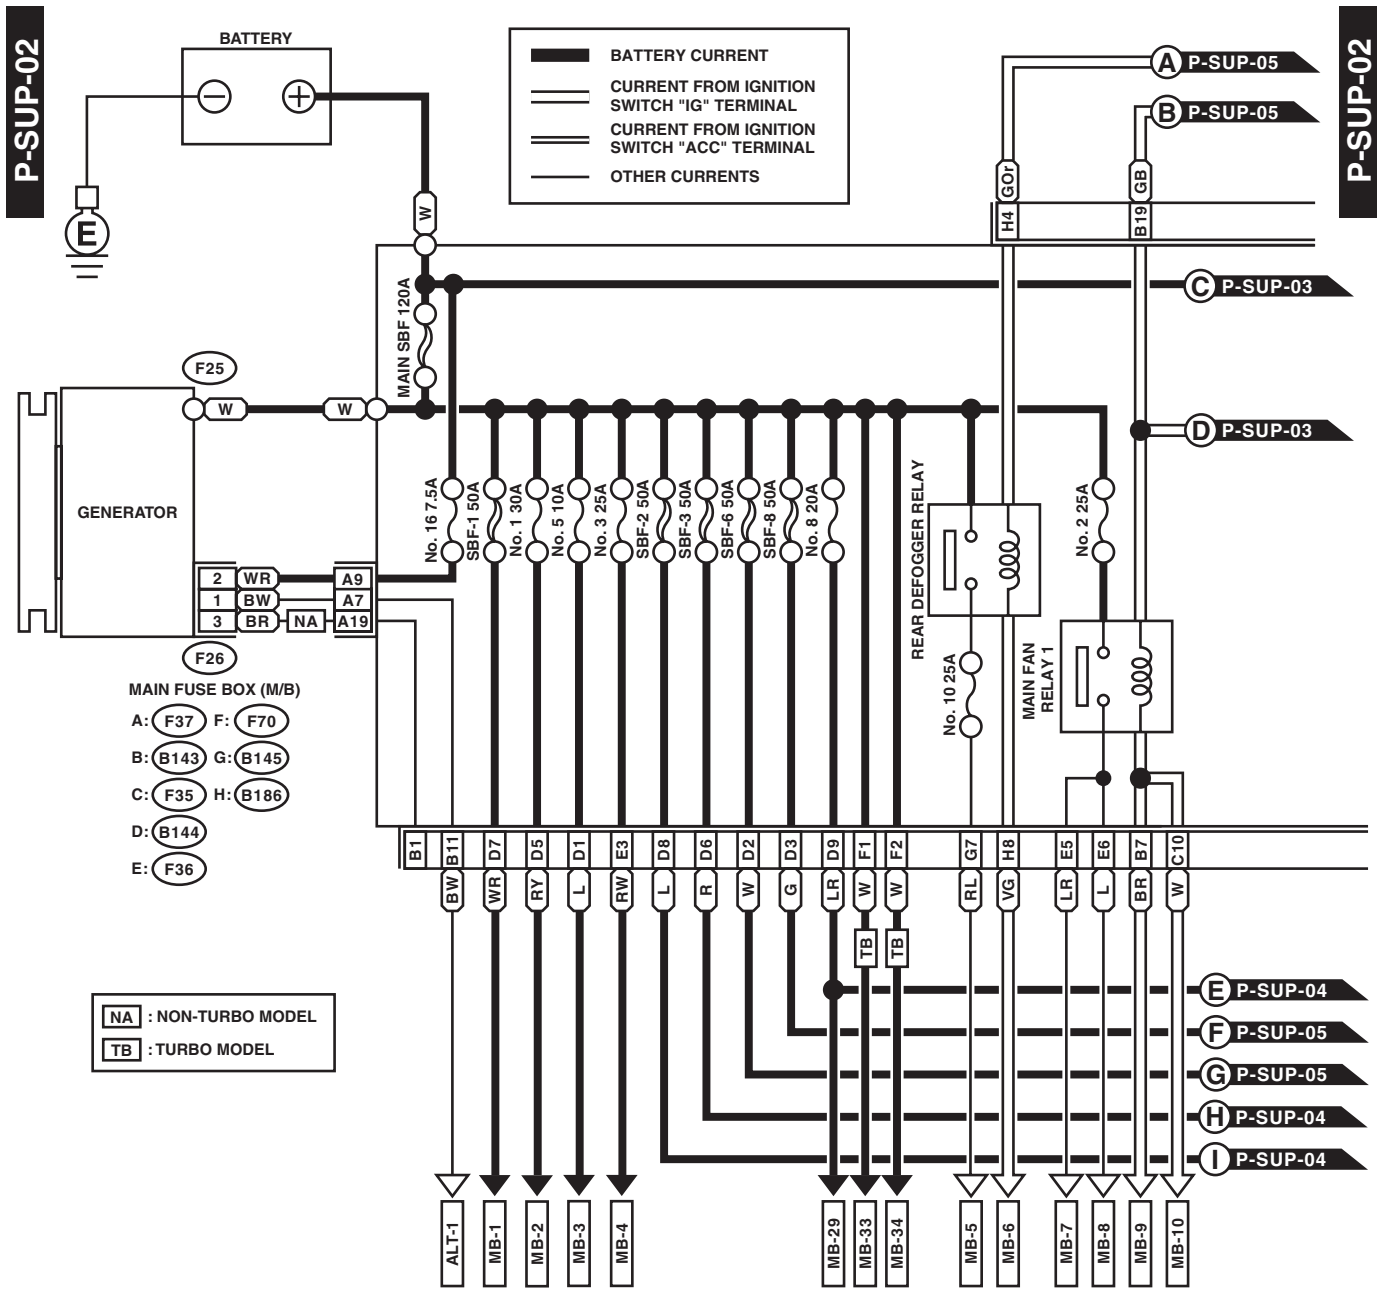 P-SUP-02
P-SUP-02
BATTERY
−
+
E
W
BATTERY CURRENT
CURRENT FROM IGNITION
SWITCH "IG" TERMINAL
CURRENT FROM IGNITION
SWITCH "ACC" TERMINAL
OTHER CURRENTS
A P-SUP-05
B P-SUP-05
GOr
GB
H4
B19
C P-SUP-03
D P-SUP-03
MAIN SBF 120A
F25
W
W
GENERATOR
2 WR A9
1 BW A7
3 BR NA A19
F26
No. 16 7.5A
SBF-1 50A
No. 1 30A
No. 5 10A
No. 3 25A
SBF-2 50A
SBF-3 50A
SBF-6 50A
SBF-8 50A
No. 8 20A
REAR DEFOGGER RELAY
No. 10 25A
No. 2 25A
MAIN FAN
RELAY 1
MAIN FUSE BOX (M/B)
A: F37 F: F70
B: B143 G: B145
C: F35 H: B186
D: B144
E: F36
B1 B11 D7 D5 D1 E3 D8 D6 D2 D3 D9 F1 F2 G7 H8 E5 E6 B7 C10
BW WR RY L RW L R W G LR W W RL VG LR L BR W
TB TB
E P-SUP-04
F P-SUP-05
G P-SUP-05
H P-SUP-04
I P-SUP-04
NA : NON-TURBO MODEL
TB : TURBO MODEL
ALT-1 MB-1 MB-2 MB-3 MB-4 MB-29 MB-33 MB-34 MB-5 MB-6 MB-7 MB-8 MB-9 MB-10